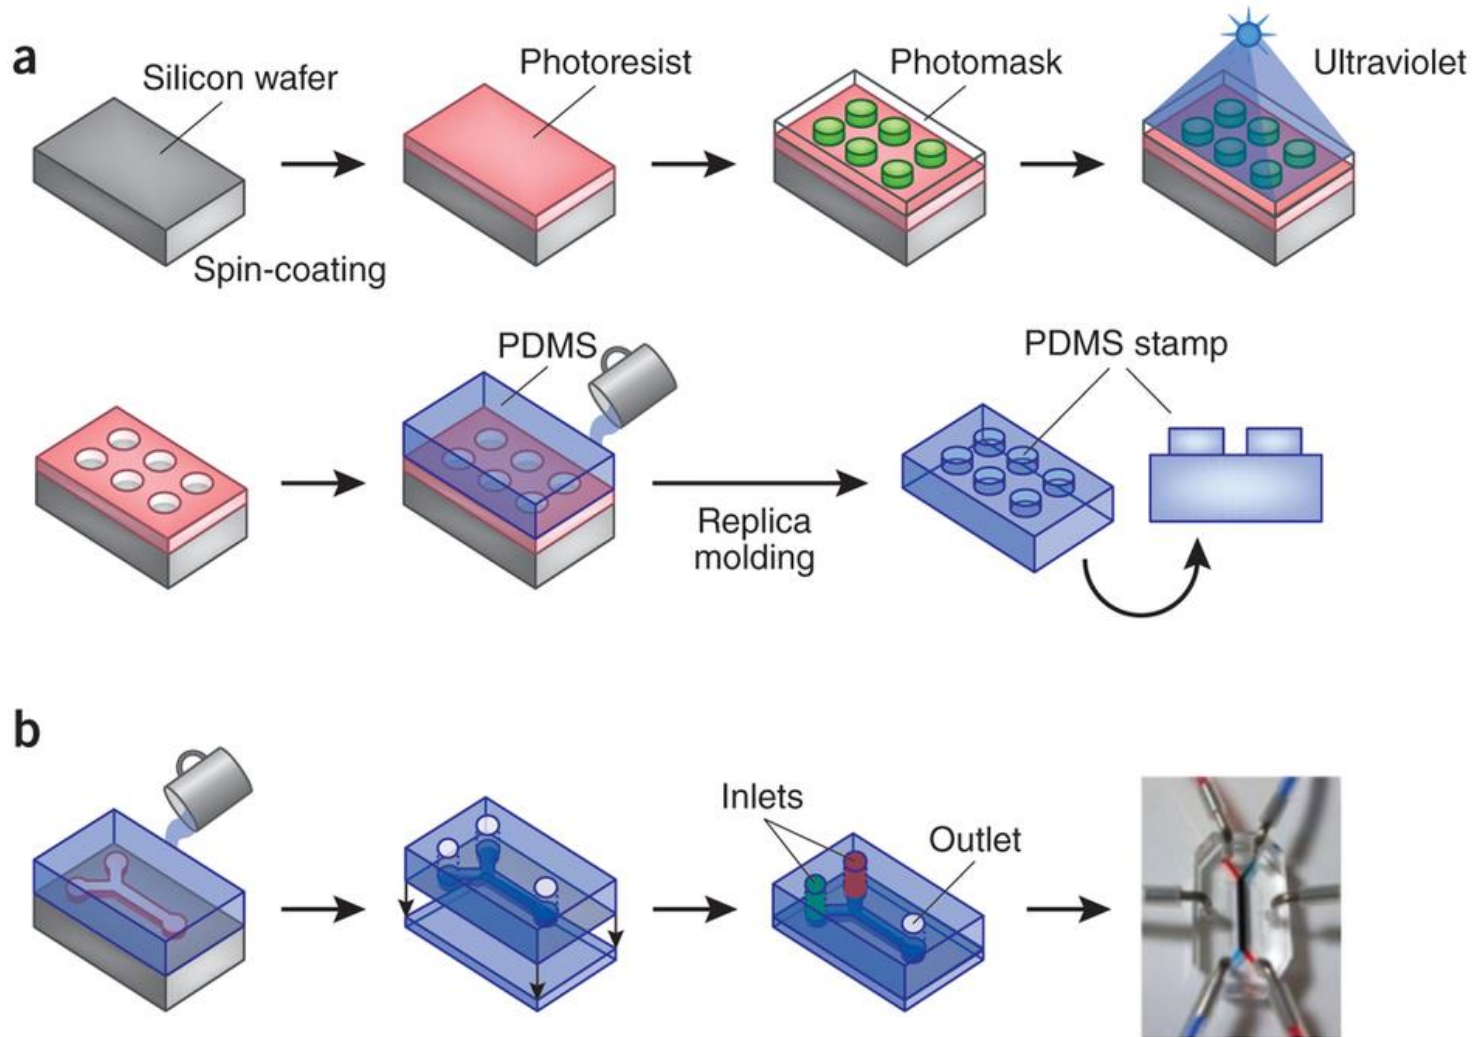 a
Silicon wafer
Photoresist
Photomask
Ultraviolet
Spin-coating
PDMS
PDMS stamp
Replica
molding
b
Inlets
Outlet